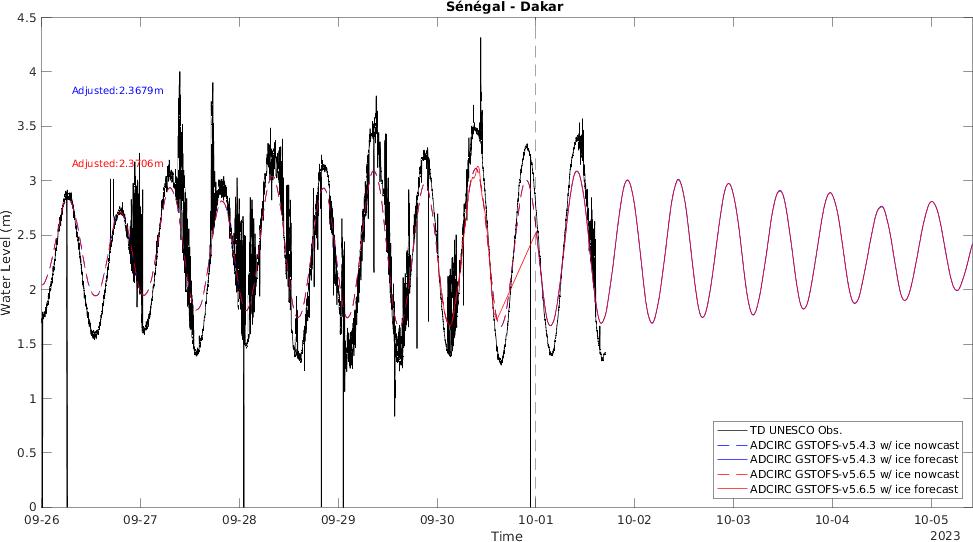 Sénégal - Dakar
4.5
4
3.5
3
2.5
2
1.5
1
0.5
0
Water Level (m)
Adjusted:2.3679m
Adjusted:2.3706m
09-26
09-27
09-28
09-29
09-30
10-01
10-02
10-03
10-04
10-05
Time
2023
TD UNESCO Obs.
ADCIRC GSTOFS-v5.4.3 w/ ice nowcast
ADCIRC GSTOFS-v5.4.3 w/ ice forecast
ADCIRC GSTOFS-v5.6.5 w/ ice nowcast
ADCIRC GSTOFS-v5.6.5 w/ ice forecast